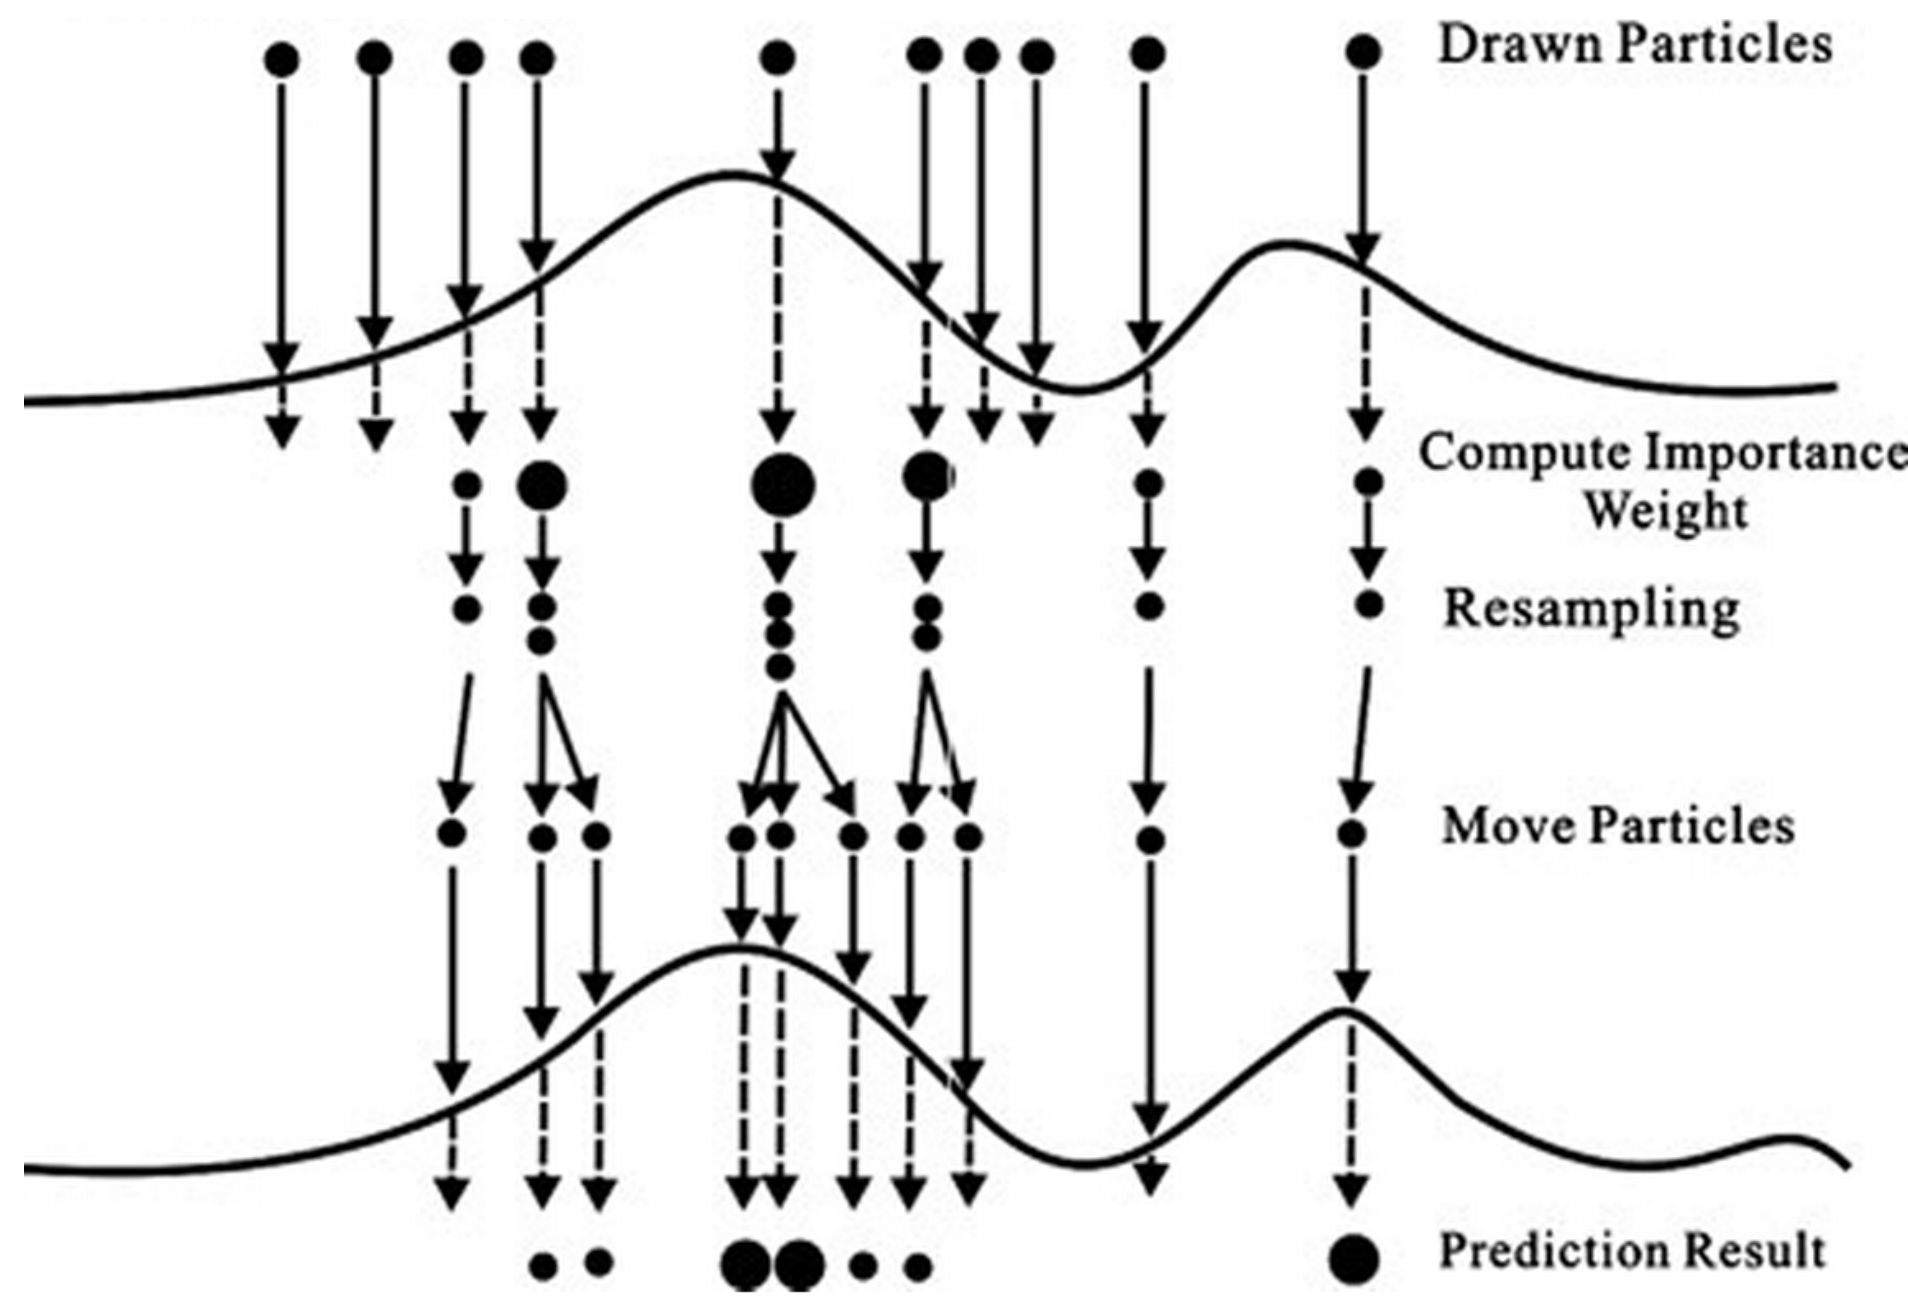 Drawn Particles
Compute Importance
Weight
Resampling
Move Particles
Prediction Result